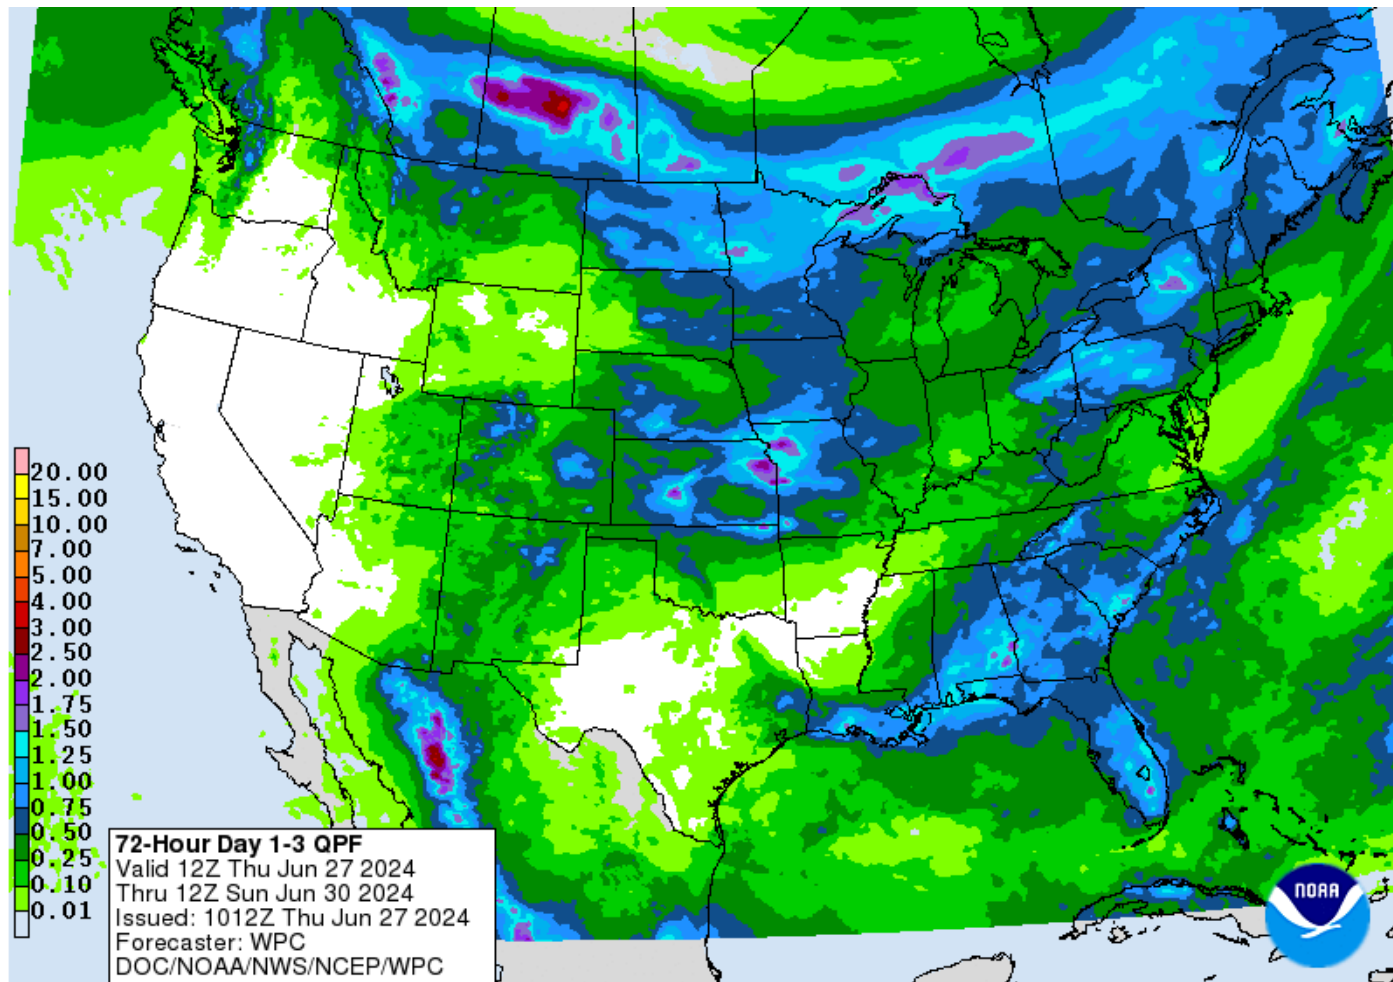 20.00
15.00
10.00
7.00
5.00
4.00
3.00
2.50
2.00
1.75
1.50
1.25
1.00
0.75
0.50
0.25
0.10
0.01
72-Hour Day 1-3 QPF
Valid 12Z Thu Jun 27 2024
Thru 12Z Sun Jun 30 2024
Issued: 1012Z Thu Jun 27 2024
Forecaster: WPC
DOC/NOAA/NWS/NCEP/WPC
NOAA